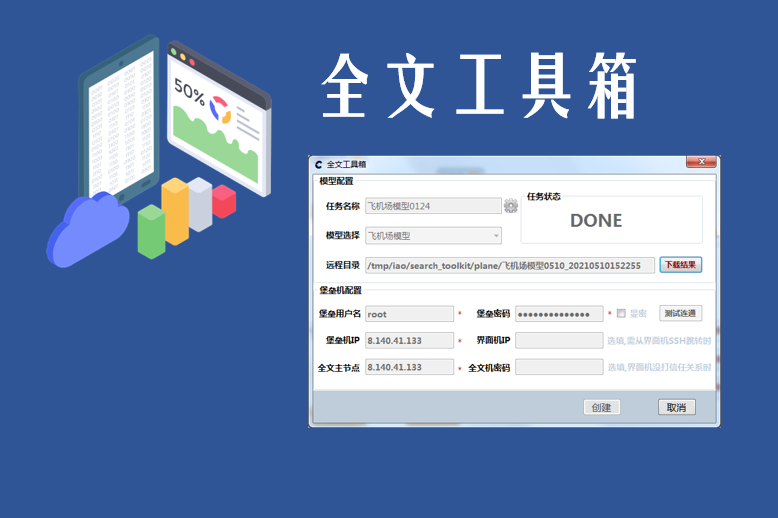 全文工具箱
50%
全文工具箱
模型配置
任务名称 飞机场模型0124
任务状态
DONE
模型选择 飞机场模型
远程目录 /tmp/iao/search_toolkit/plane/飞机场模型0510_20210510152255 下载结果
堡垒机配置
堡垒用户名 root * 堡垒密码 ●●●●●●●●●●●●●● * 显密 测试连通
堡垒机IP 8.140.41.133 * 界面机IP 选填,需从界面机SSH跳转时
全文主节点 8.140.41.133 * 全文机密码 选填,界面机没打信任关系时
创建 取消